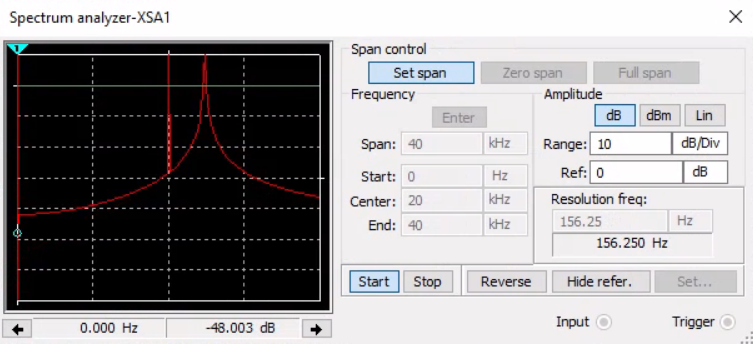 Spectrum analyzer-XSA1
1
Span control
Set span Zero span Full span
Frequency
Enter
Span: 40 kHz
Start: 0 Hz
Center: 20 kHz
End: 40 kHz
Amplitude
dB dBm Lin
Range: 10 dB/Div
Ref: 0 dB
Resolution freq:
156.25 Hz
156.250 Hz
Start Stop Reverse Hide refer. Set...
0.000 Hz -48.003 dB
Input Trigger